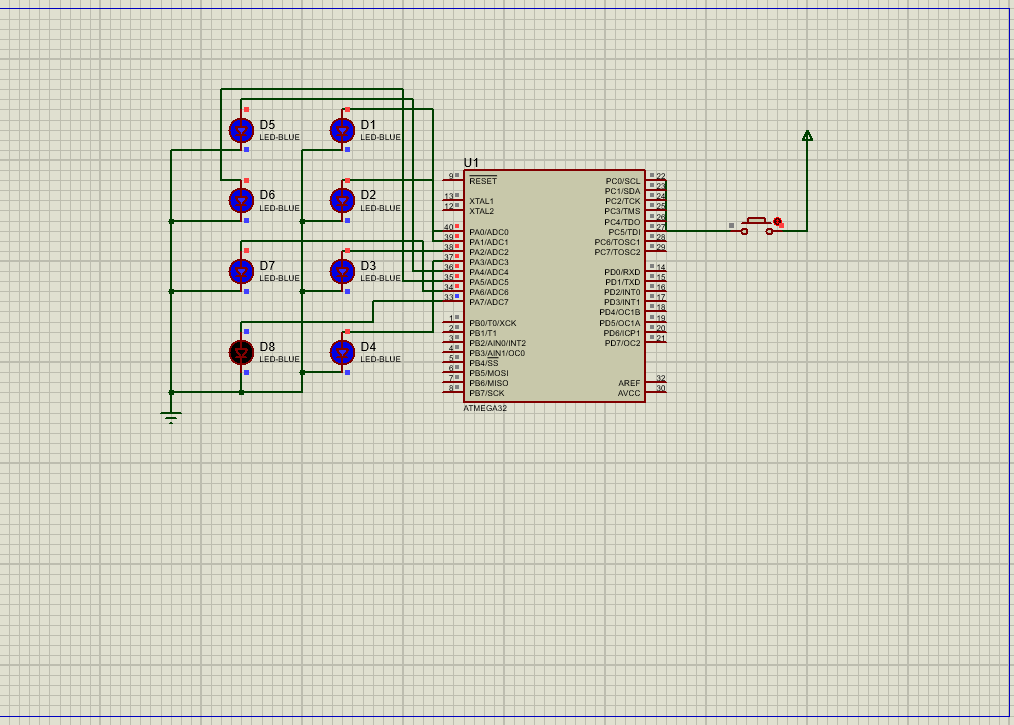 D5
LED-BLUE
D1
LED-BLUE
D6
LED-BLUE
D2
LED-BLUE
D7
LED-BLUE
D3
LED-BLUE
D8
LED-BLUE
D4
LED-BLUE
U1
9 RESET
13 XTAL1
12 XTAL2
40 PA0/ADC0
39 PA1/ADC1
38 PA2/ADC2
37 PA3/ADC3
36 PA4/ADC4
35 PA5/ADC5
34 PA6/ADC6
33 PA7/ADC7
1 PB0/T0/XCK
2 PB1/T1
3 PB2/AIN0/INT2
4 PB3/AIN1/OC0
5 PB4/SS
6 PB5/MOSI
7 PB6/MISO
8 PB7/SCK
PC0/SCL 22
PC1/SDA 23
PC2/TCK 24
PC3/TMS 25
PC4/TDO 26
PC5/TDI 27
PC6/TOSC1 28
PC7/TOSC2 29
PD0/RXD 14
PD1/TXD 15
PD2/INT0 16
PD3/INT1 17
PD4/OC1B 18
PD5/OC1A 19
PD6/ICP1 20
PD7/OC2 21
AREF 32
AVCC 30
ATMEGA32